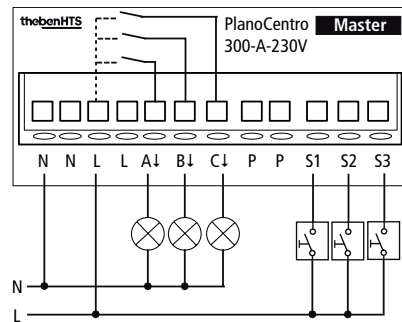 thebenHTS PlanoCentro Master
300-A-230V
N N L L A↓ B↓ C↓ P P S1 S2 S3
N
L